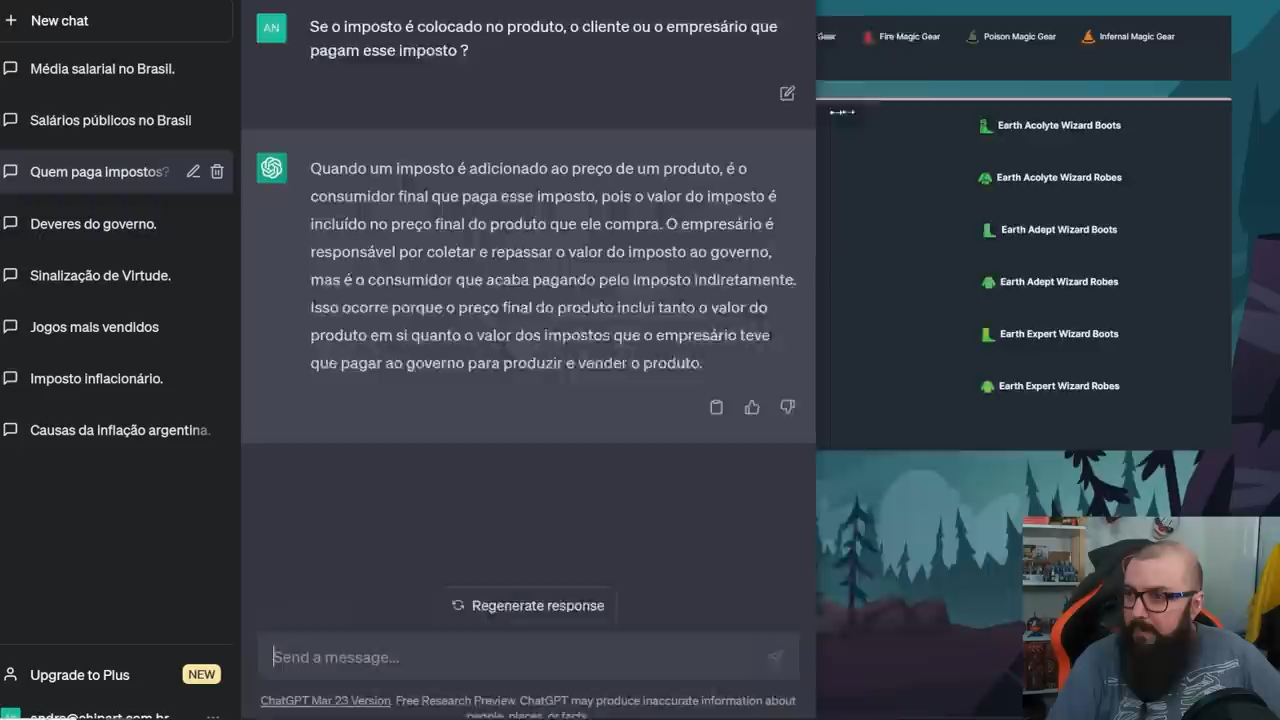 New chat
Média salarial no Brasil.
Salários públicos no Brasil
Quem paga impostos?
Deveres do governo.
Sinalização de Virtude.
Jogos mais vendidos
Imposto inflacionário.
Causas da inflação argentina.
Upgrade to Plus
NEW
AN
Se o imposto é colocado no produto, o cliente ou o empresário que
pagam esse imposto ?
Quando um imposto é adicionado ao preço de um produto, é o
consumidor final que paga esse imposto, pois o valor do imposto é
incluído no preço final do produto que ele compra. O empresário é
responsável por coletar e repassar o valor do imposto ao governo,
mas é o consumidor que acaba pagando pelo imposto indiretamente.
Isso ocorre porque o preço final do produto inclui tanto o valor do
produto em si quanto o valor dos impostos que o empresário teve
que pagar ao governo para produzir e vender o produto.
Regenerate response
Send a message...
ChatGPT Mar 23 Version. Free Research Preview. ChatGPT may produce inaccurate information about
people, places, or facts
Gear
Fire Magic Gear
Poison Magic Gear
Infernal Magic Gear
Earth Acolyte Wizard Boots
Earth Acolyte Wizard Robes
Earth Adept Wizard Boots
Earth Adept Wizard Robes
Earth Expert Wizard Boots
Earth Expert Wizard Robes